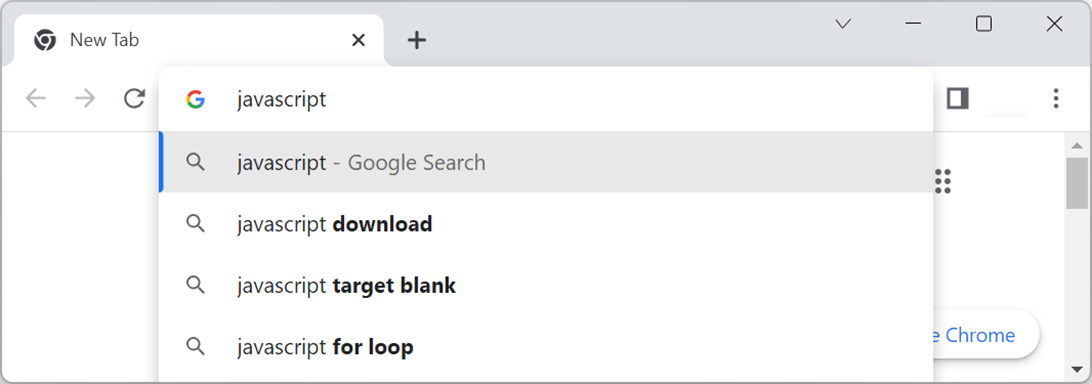 New Tab
javascript
javascript - Google Search
javascript download
javascript target blank
javascript for loop
e Chrome